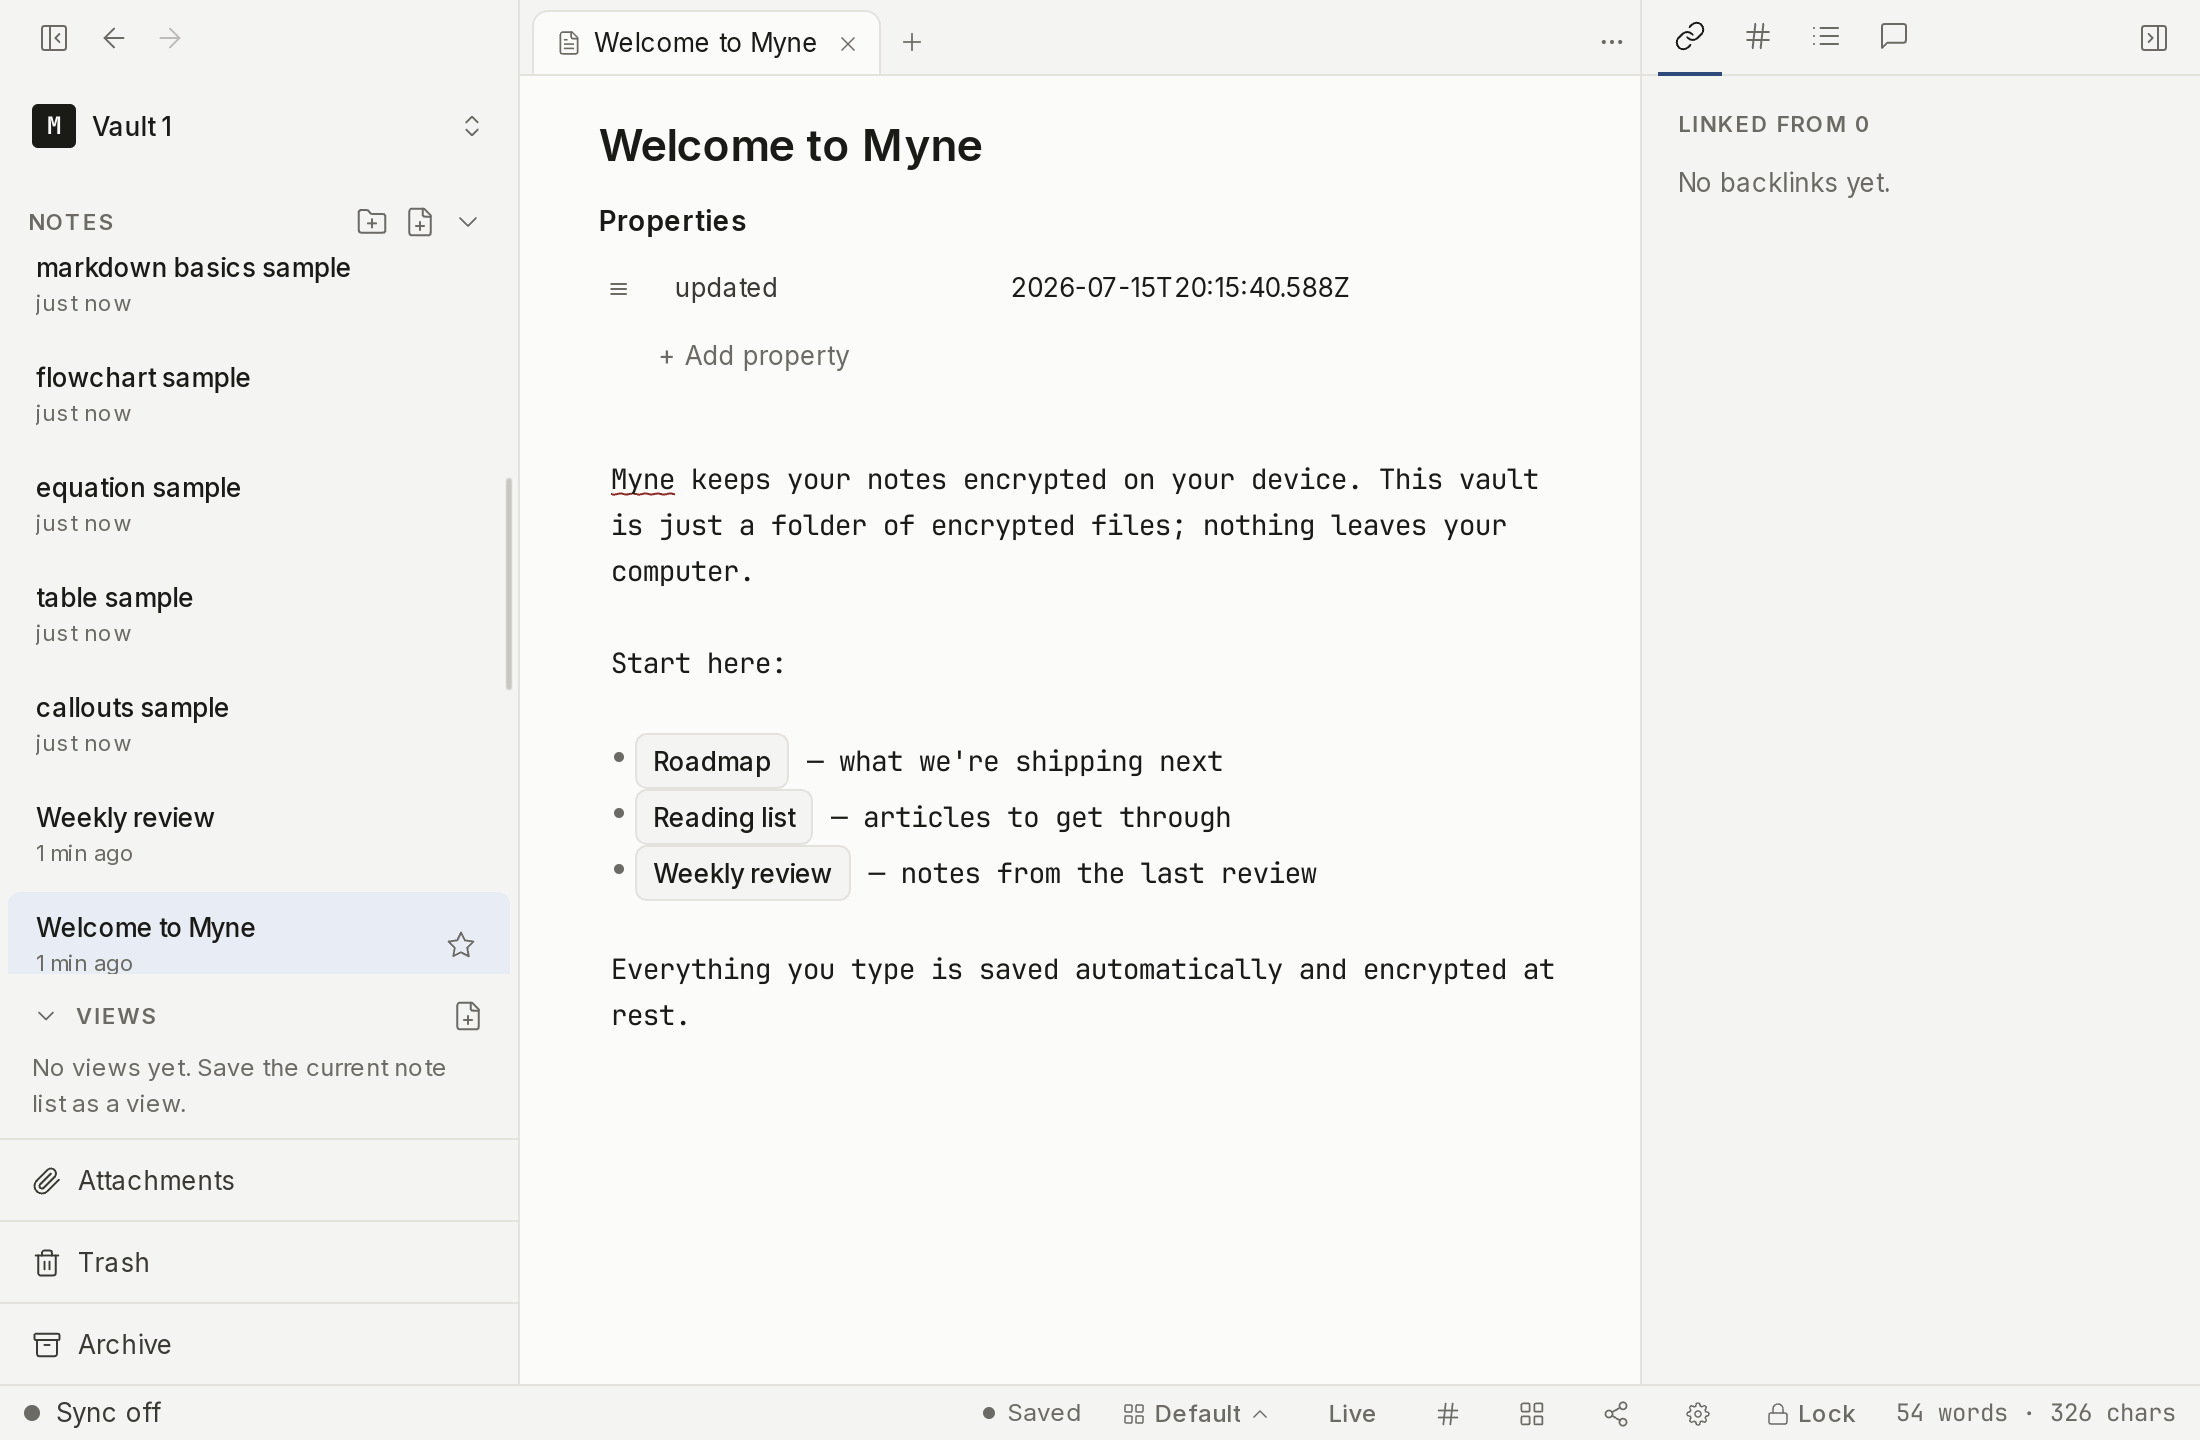 M Vault 1
NOTES
markdown basics sample
just now
flowchart sample
just now
equation sample
just now
table sample
just now
callouts sample
just now
Weekly review
1 min ago
Welcome to Myne
1 min ago
VIEWS
No views yet. Save the current note
list as a view.
Attachments
Trash
Archive
Welcome to Myne
Welcome to Myne
Properties
updated 2026-07-15T20:15:40.588Z
+ Add property
Myne keeps your notes encrypted on your device. This vault
is just a folder of encrypted files; nothing leaves your
computer.
Start here:
• Roadmap — what we're shipping next
• Reading list — articles to get through
• Weekly review — notes from the last review
Everything you type is saved automatically and encrypted at
rest.
LINKED FROM 0
No backlinks yet.
Sync off
Saved
Default
Live
Lock
54 words · 326 chars